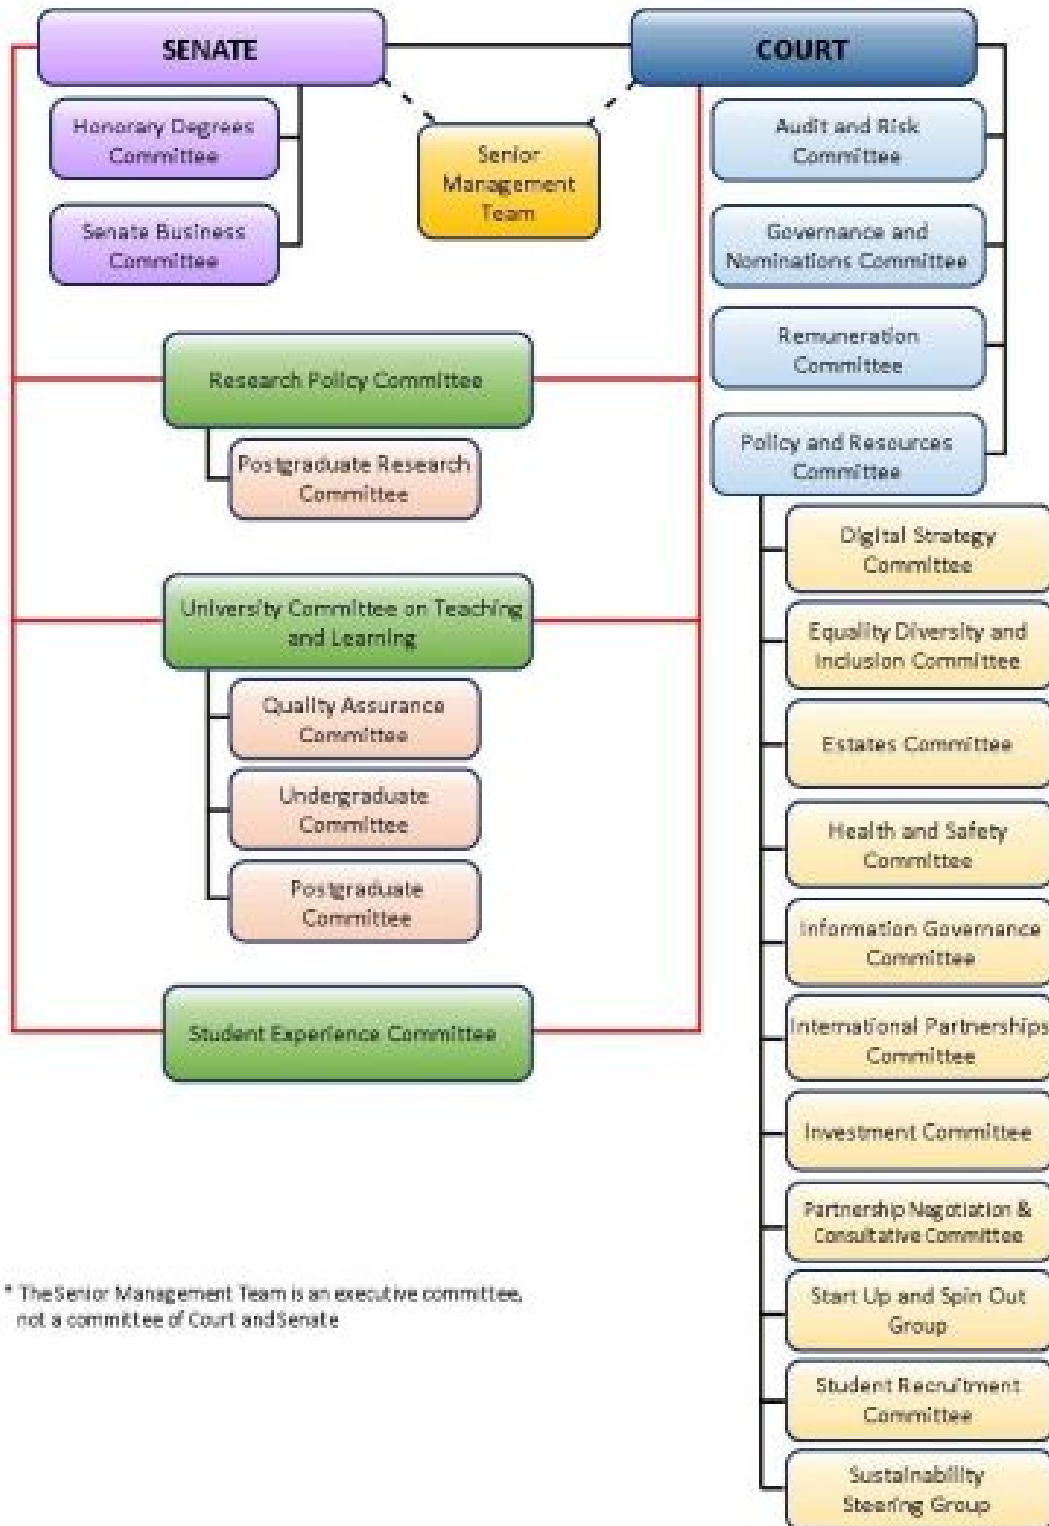 SENATE
COURT
Honorary Degrees
Committee
Senate Business
Committee
Senior
Management
Team
Audit and Risk
Committee
Governance and
Nominations Committee
Remuneration
Committee
Policy and Resources
Committee
Research Policy Committee
Postgraduate Research
Committee
University Committee on Teaching
and Learning
Quality Assurance
Committee
Undergraduate
Committee
Postgraduate
Committee
Student Experience Committee
Digital Strategy
Committee
Equality Diversity and
Inclusion Committee
Estates Committee
Health and Safety
Committee
Information Governance
Committee
International Partnerships
Committee
Investment Committee
Partnership Negotiation &
Consultative Committee
Start Up and Spin Out
Group
Student Recruitment
Committee
Sustainability
Steering Group
* The Senior Management Team is an executive committee,
not a committee of Court and Senate